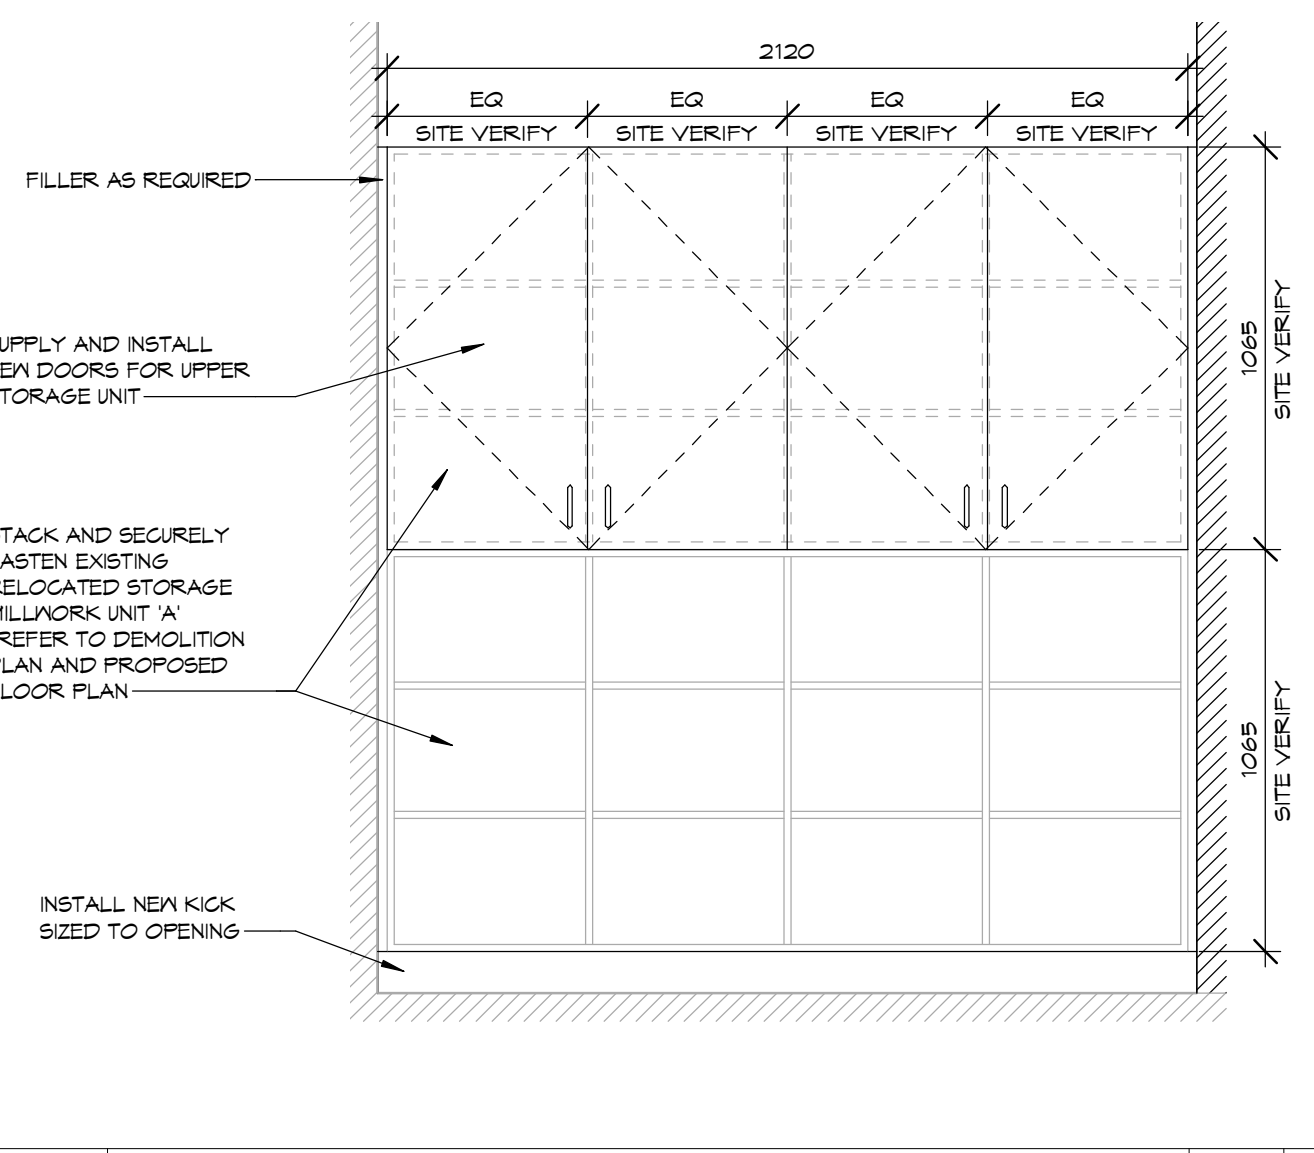 2120
EQ EQ EQ EQ
SITE VERIFY SITE VERIFY SITE VERIFY SITE VERIFY
FILLER AS REQUIRED
UPPLY AND INSTALL
EW DOORS FOR UPPER
TORAGE UNIT
1065
SITE VERIFY
TACK AND SECURELY
ASTEN EXISTING
RELOCATED STORAGE
MILLWORK UNIT 'A'
REFER TO DEMOLITION
PLAN AND PROPOSED
LOOR PLAN
1065
SITE VERIFY
INSTALL NEW KICK
SIZED TO OPENING